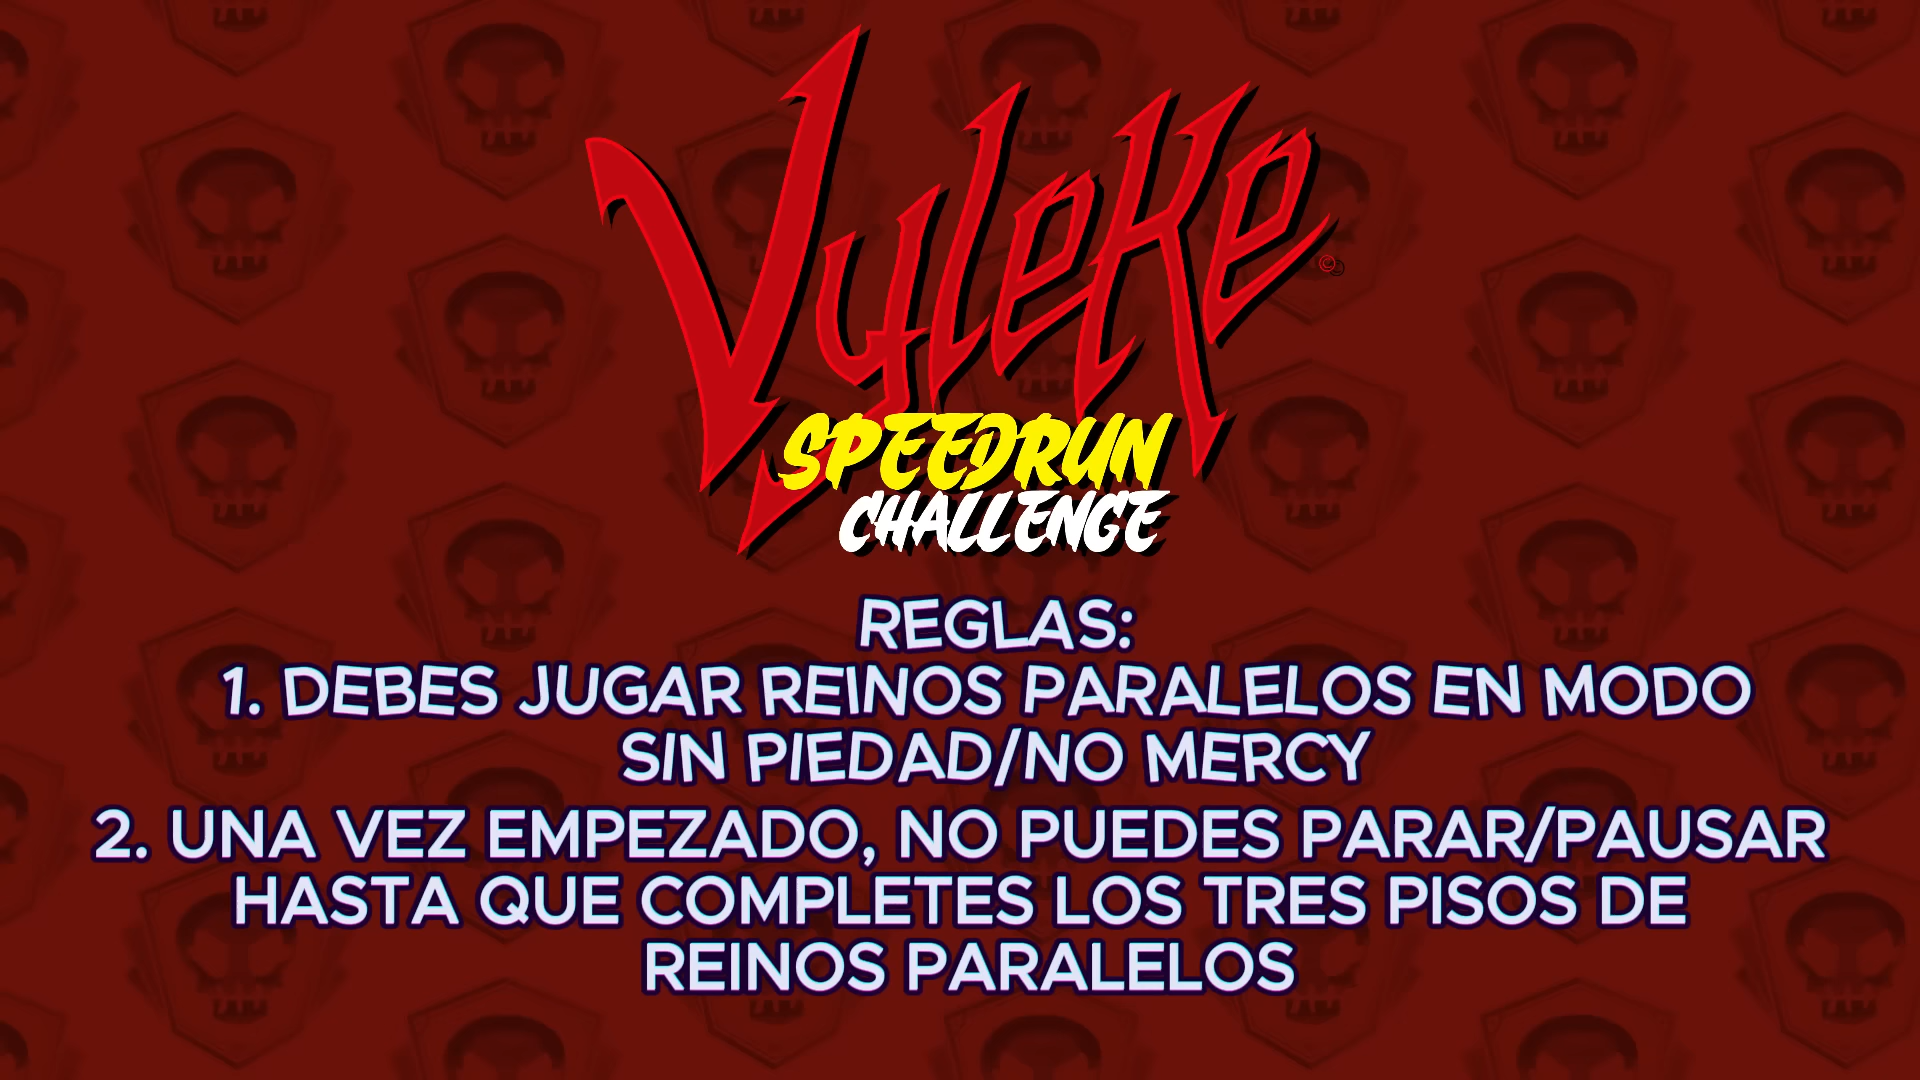 Vyleke
SPEEDRUN
CHALLENGE
REGLAS:
1. DEBES JUGAR REINOS PARALELOS EN MODO
SIN PIEDAD/NO MERCY
2. UNA VEZ EMPEZADO, NO PUEDES PARAR/PAUSAR
HASTA QUE COMPLETES LOS TRES PISOS DE
REINOS PARALELOS